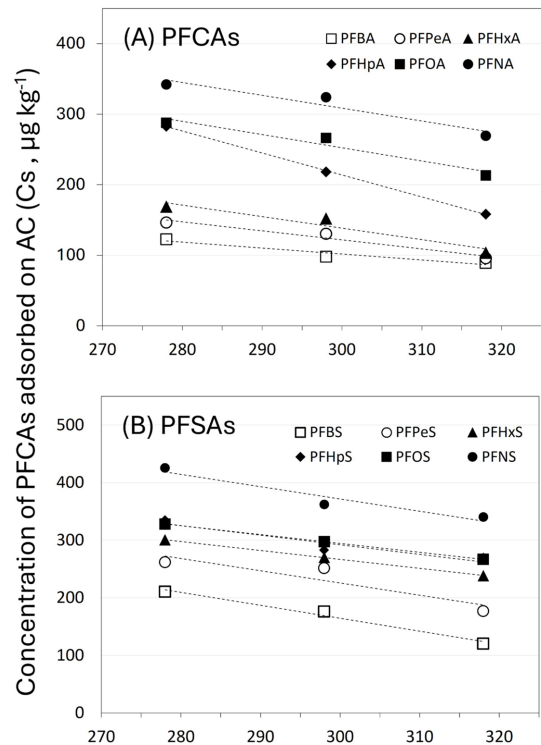 Concentration of PFCAs adsorbed on AC (Cs , µg kg⁻¹)
(A) PFCAs
PFBA PFPeA PFHxA
PFHpA PFOA PFNA
400
300
200
100
0
270 280 290 300 310 320
(B) PFSAs
PFBS PFPeS PFHxS
PFHpS PFOS PFNS
500
400
300
200
100
0
270 280 290 300 310 320